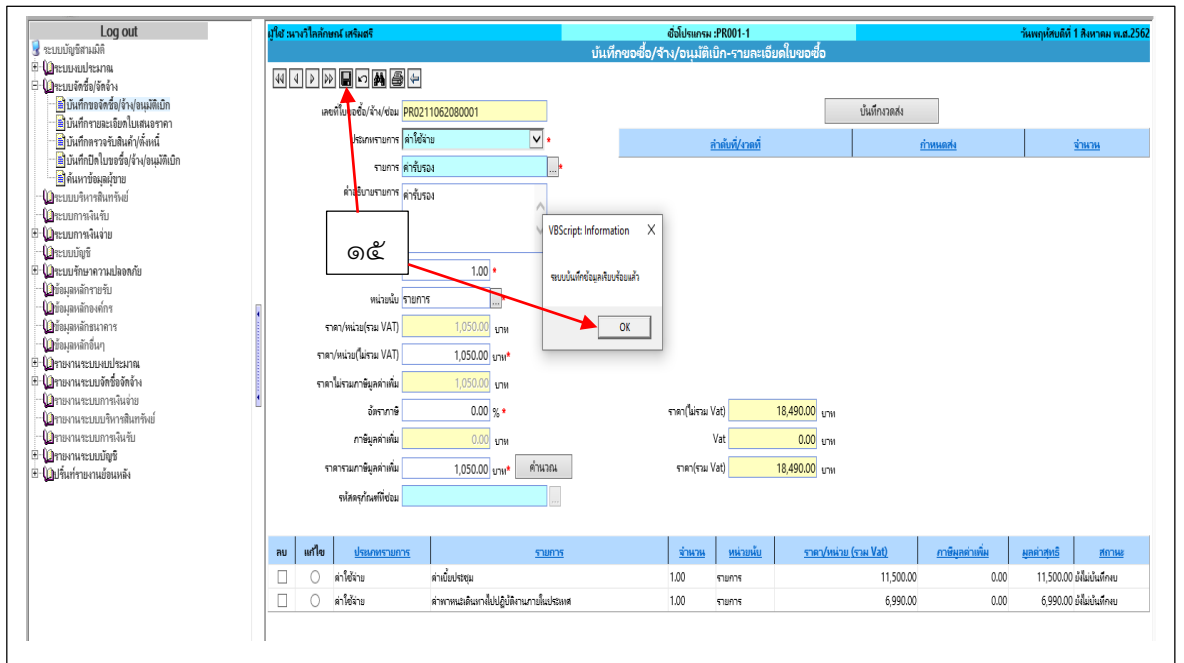 Log out
ระบบบัญชีสามมิติ
ระบบงบประมาณ
ระบบจัดซื้อ/จัดจ้าง
บันทึกขอจัดซื้อ/จ้าง/อนุมัติเบิก
บันทึกรายละเอียดใบเสนอราคา
บันทึกตรวจรับสินค้า/ตั้งหนี้
บันทึกปิดใบขอซื้อ/จ้าง/อนุมัติเบิก
ค้นหาข้อมูลผู้ขาย
ระบบบริหารสินทรัพย์
ระบบการเงินรับ
ระบบการเงินจ่าย
ระบบบัญชี
ระบบรักษาความปลอดภัย
ข้อมูลหลักรายรับ
ข้อมูลหลักองค์กร
ข้อมูลหลักธนาคาร
ข้อมูลหลักอื่นๆ
รายงานระบบงบประมาณ
รายงานระบบจัดซื้อจัดจ้าง
รายงานระบบการเงินจ่าย
รายงานระบบบริหารสินทรัพย์
รายงานระบบการเงินรับ
รายงานระบบบัญชี
ปริ้นท์รายงานย้อนหลัง
ผู้ใช้ :นางวิไลลักษณ์ เสริมศรี ชื่อโปรแกรม :PR001-1 วันพฤหัสบดีที่ 1 สิงหาคม พ.ศ.2562
บันทึกขอซื้อ/จ้าง/อนุมัติเบิก-รายละเอียดใบขอซื้อ
เลขที่ใบขอซื้อ/จ้าง/ซ่อม PR0211062080001 บันทึกงวดส่ง
ประเภทรายการ ค่าใช้จ่าย * ลำดับที่/งวดที่ กำหนดส่ง จำนวน
รายการ ค่ารับรอง ... *
คำอธิบายรายการ ค่ารับรอง
๑๕
VBScript: Information X
ระบบบันทึกข้อมูลเรียบร้อยแล้ว
OK
1.00 *
หน่วยนับ รายการ ... *
ราคา/หน่วย(รวม VAT) 1,050.00 บาท
ราคา/หน่วย(ไม่รวม VAT) 1,050.00 บาท*
ราคาไม่รวมภาษีมูลค่าเพิ่ม 1,050.00 บาท
อัตราภาษี 0.00 % * ราคา(ไม่รวม Vat) 18,490.00 บาท
ภาษีมูลค่าเพิ่ม 0.00 บาท Vat 0.00 บาท
ราคารวมภาษีมูลค่าเพิ่ม 1,050.00 บาท* คำนวณ ราคา(รวม Vat) 18,490.00 บาท
รหัสครุภัณฑ์ที่ซ่อม ...
ลบ แก้ไข ประเภทรายการ รายการ จำนวน หน่วยนับ ราคา/หน่วย (รวม Vat) ภาษีมูลค่าเพิ่ม มูลค่าสุทธิ สถานะ
ค่าใช้จ่าย ค่าเบี้ยประชุม 1.00 รายการ 11,500.00 0.00 11,500.00 ยังไม่บันทึกงบ
ค่าใช้จ่าย ค่าพาหนะเดินทางไปปฏิบัติงานภายในประเทศ 1.00 รายการ 6,990.00 0.00 6,990.00 ยังไม่บันทึกงบ